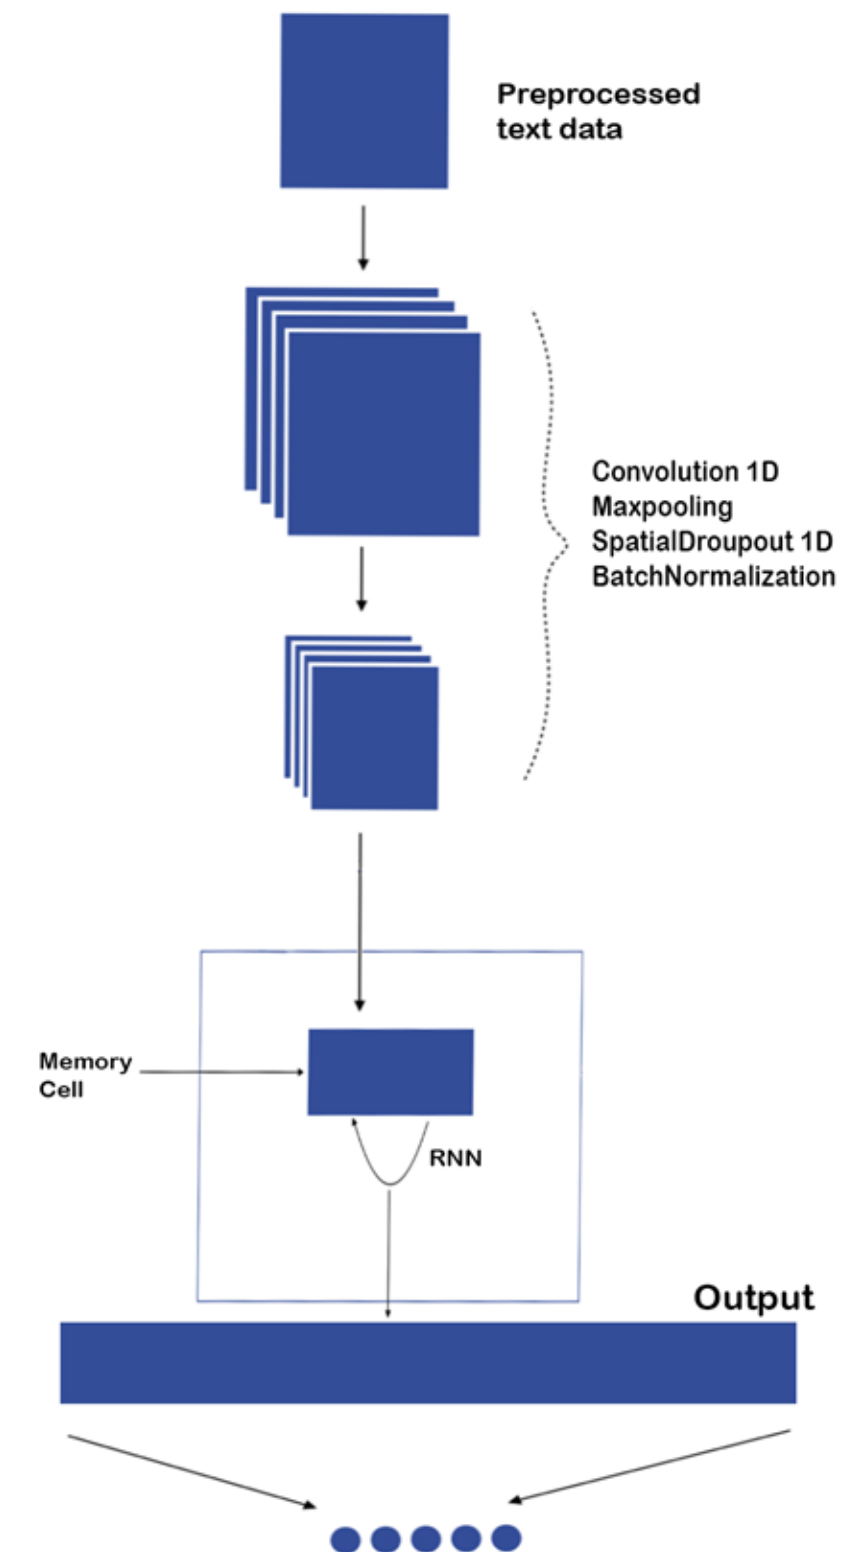 Preprocessed
text data
Convolution 1D
Maxpooling
SpatialDroupout 1D
BatchNormalization
Memory
Cell
RNN
Output